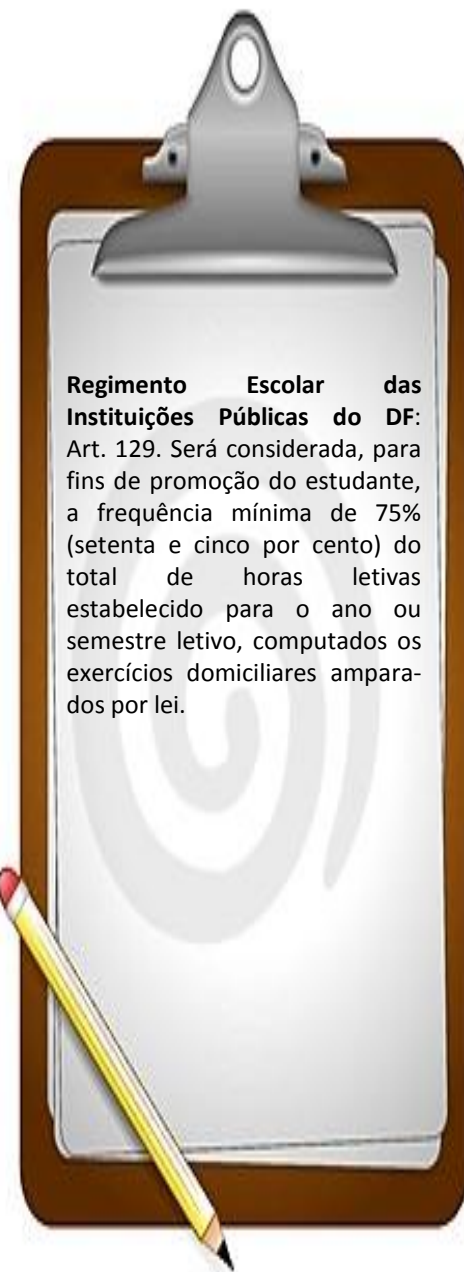 Regimento Escolar das
Instituições Públicas do DF:
Art. 129. Será considerada, para
fins de promoção do estudante,
a frequência mínima de 75%
(setenta e cinco por cento) do
total de horas letivas
estabelecido para o ano ou
semestre letivo, computados os
exercícios domiciliares ampara-
dos por lei.